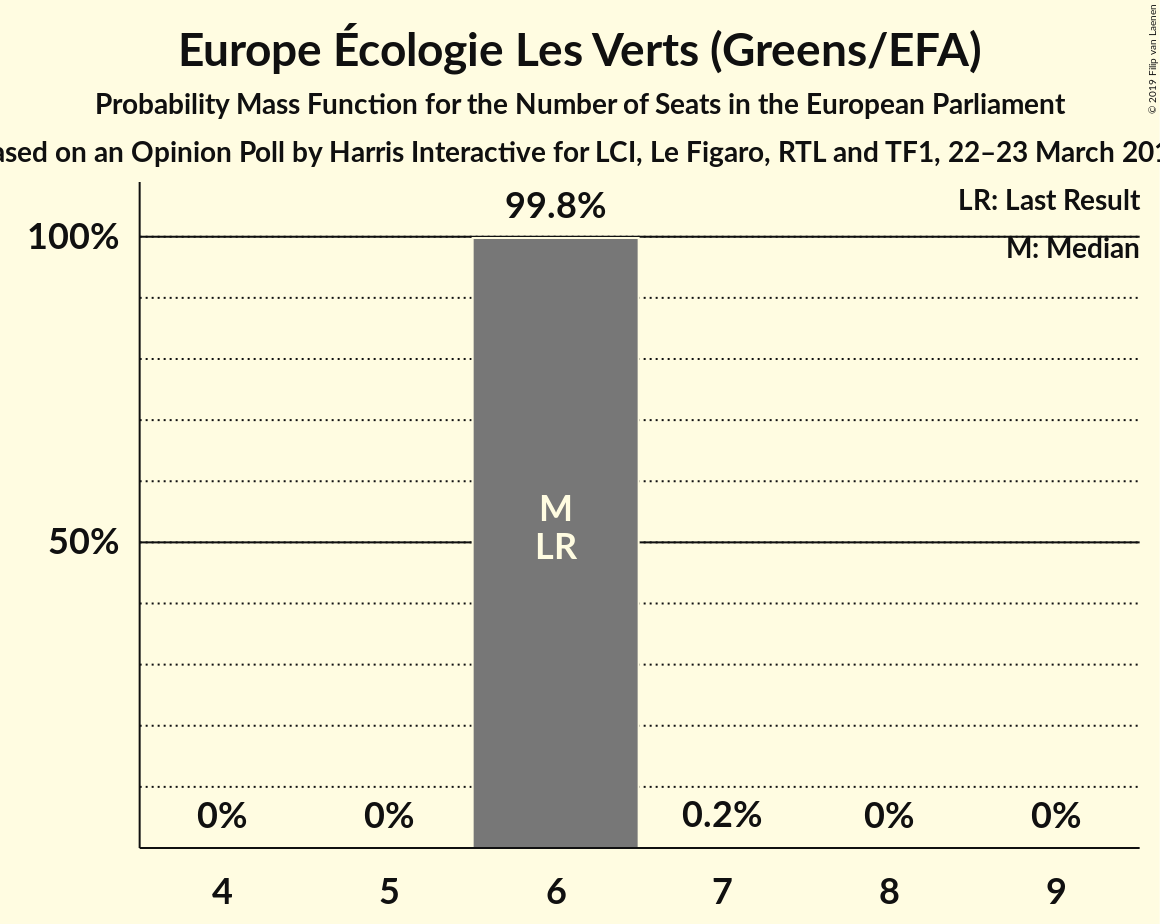 Europe Écologie Les Verts (Greens/EFA)
Probability Mass Function for the Number of Seats in the European Parliament
on an Opinion Poll by Harris Interactive for LCI, Le Figaro, RTL and TF1, 22–23 March
© 2019 Filip van Laenen
LR: Last Result
M: Median
99.8%
100%
50%
M
LR
0%
0%
0.2%
0%
0%
4
5
6
7
8
9